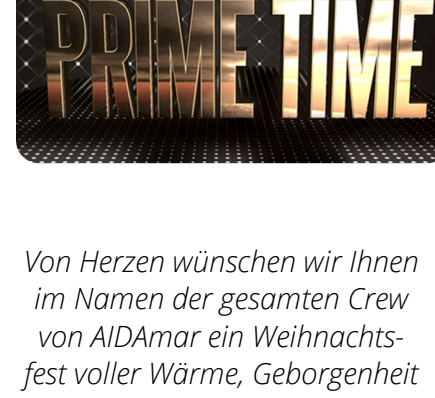 PRIME TIME
Von Herzen wünschen wir Ihnen
im Namen der gesamten Crew
von AIDAmar ein Weihnachts-
fest voller Wärme, Geborgenheit